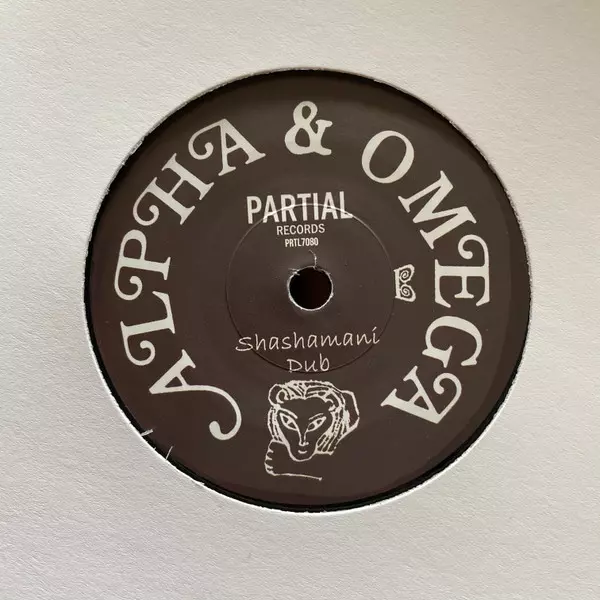 ALPHA & OMEGA
PARTIAL
RECORDS
PRTL7080
B
Shashamani
Dub